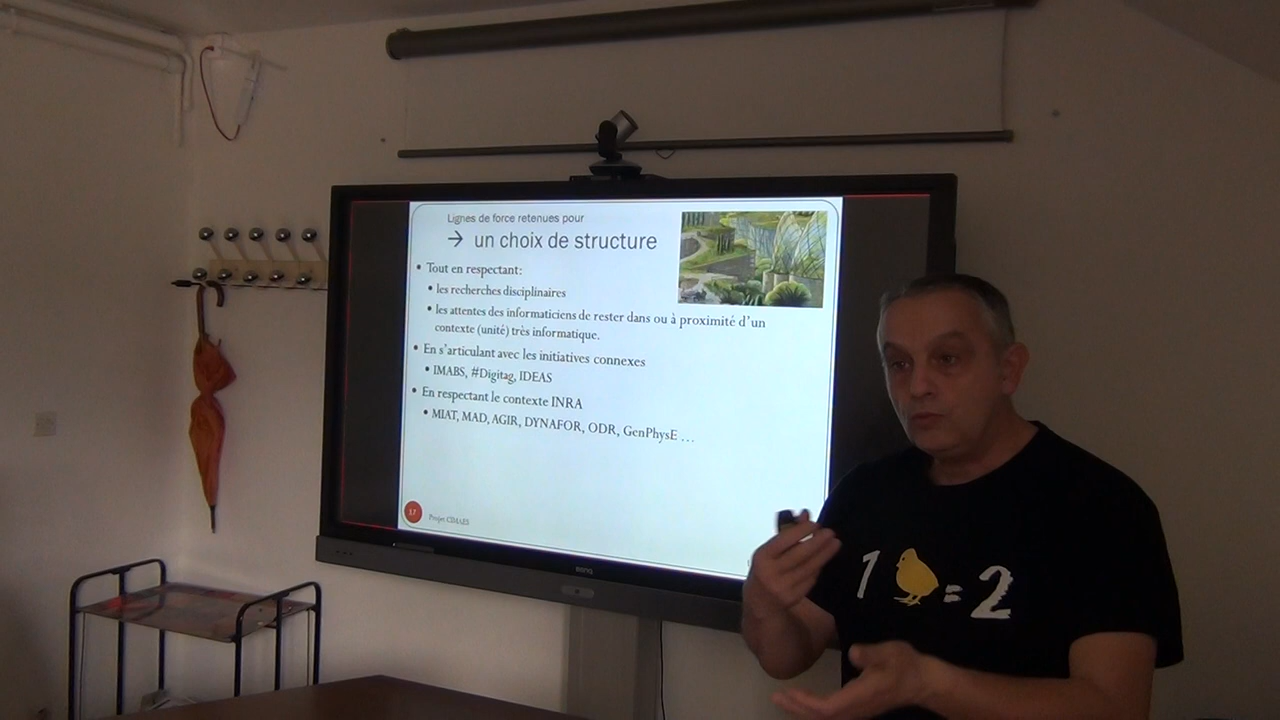 Lignes de force retenues pour
→ un choix de structure
• Tout en respectant:
• les recherches disciplinaires
• les attentes des informaticiens de rester dans ou à proximité d'un
contexte (unité) très informatique.
• En s'articulant avec les initiatives connexes
• IMABS, #Digitag, IDEAS
• En respectant le contexte INRA
• MIAT, MAD, AGIR, DYNAFOR, ODR, GenPhysE …
37 Projet CIMAES
BenQ
1 = 2